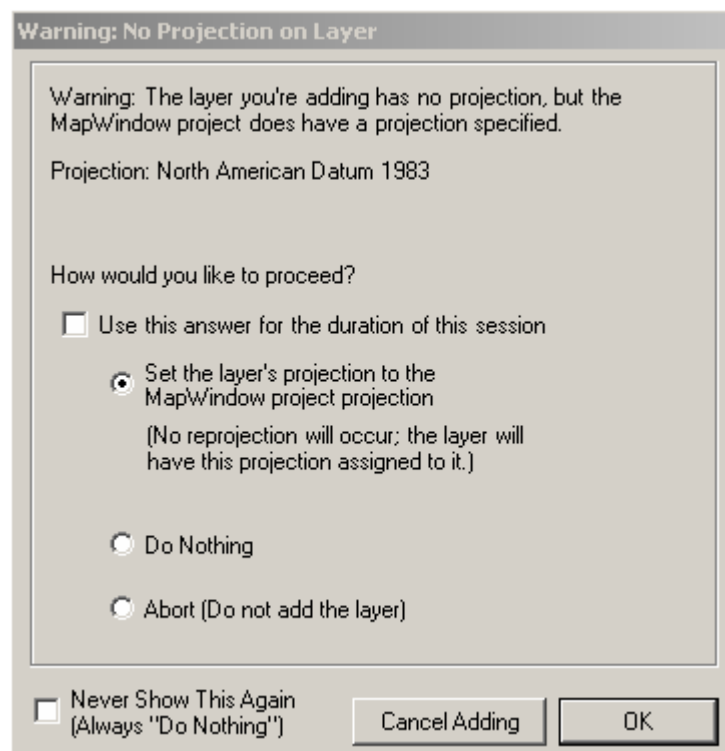 Warning: No Projection on Layer
Warning: The layer you're adding has no projection, but the
MapWindow project does have a projection specified.
Projection: North American Datum 1983
How would you like to proceed?
Use this answer for the duration of this session
Set the layer's projection to the
MapWindow project projection
(No reprojection will occur; the layer will
have this projection assigned to it.)
Do Nothing
Abort (Do not add the layer)
Never Show This Again
(Always "Do Nothing")
Cancel Adding
OK